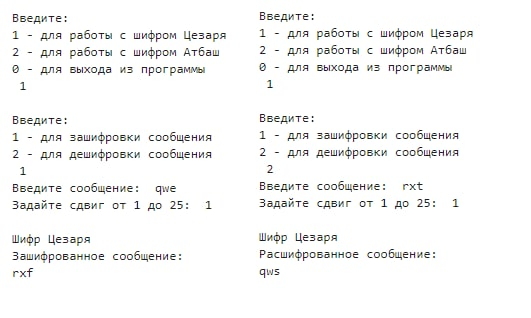 Введите:
1 - для работы с шифром Цезаря
2 - для работы с шифром Атбаш
0 - для выхода из программы
1
Введите:
1 - для зашифровки сообщения
2 - для дешифровки сообщения
1
Введите сообщение: qwe
Задайте сдвиг от 1 до 25: 1
Шифр Цезаря
Зашифрованное сообщение:
rxf
Введите:
1 - для работы с шифром Цезаря
2 - для работы с шифром Атбаш
0 - для выхода из программы
1
Введите:
1 - для зашифровки сообщения
2 - для дешифровки сообщения
2
Введите сообщение: rxt
Задайте сдвиг от 1 до 25: 1
Шифр Цезаря
Расшифрованное сообщение:
qws